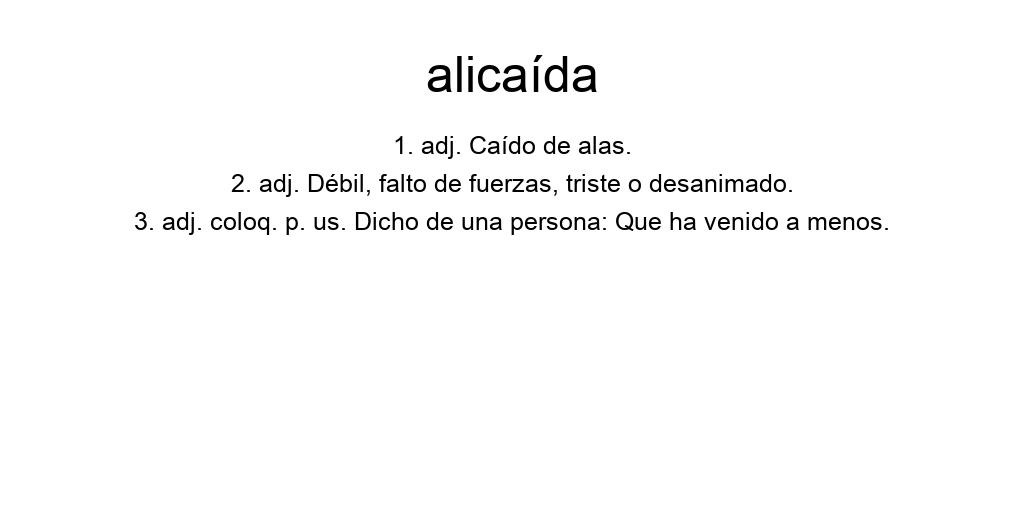 alicaída
1. adj. Caído de alas.
2. adj. Débil, falto de fuerzas, triste o desanimado.
3. adj. coloq. p. us. Dicho de una persona: Que ha venido a menos.